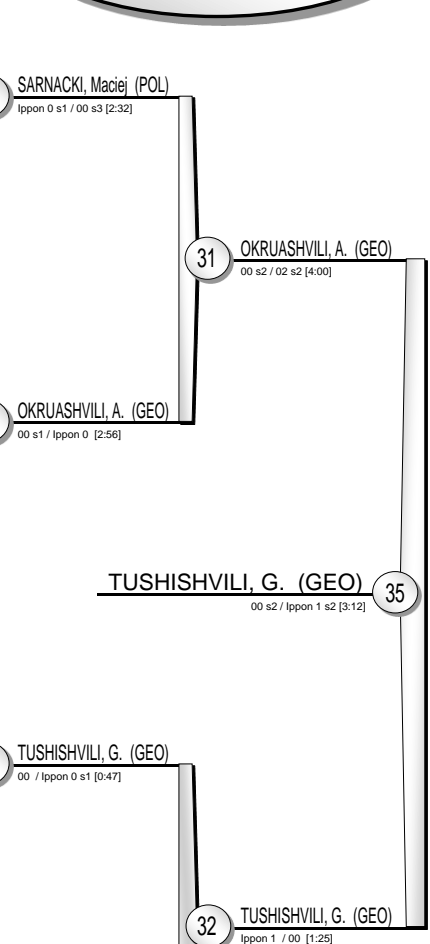 SARNACKI, Maciej (POL)
Ippon 0 s1 / 00 s3 [2:32]
31
OKRUASHVILI, A. (GEO)
00 s2 / 02 s2 [4:00]
OKRUASHVILI, A. (GEO)
00 s1 / Ippon 0 [2:56]
TUSHISHVILI, G. (GEO)
35
00 s2 / Ippon 1 s2 [3:12]
TUSHISHVILI, G. (GEO)
00 / Ippon 0 s1 [0:47]
32
TUSHISHVILI, G. (GEO)
Ippon 1 / 00 [1:25]